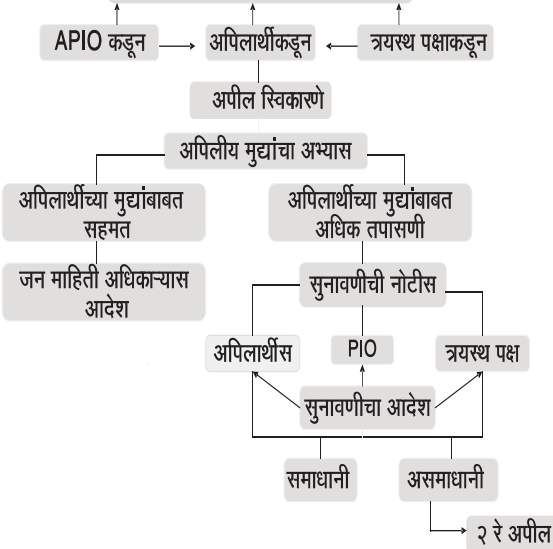 APIO कडून
अपिलार्थीकडून
त्रयस्थ पक्षाकडून
अपील स्विकारणे
अपिलीय मुद्यांचा अभ्यास
अपिलार्थीच्या मुद्यांबाबत
सहमत
अपिलार्थीच्या मुद्यांबाबत
अधिक तपासणी
जन माहिती अधिकाऱ्यास
आदेश
सुनावणीची नोटीस
अपिलार्थीस
PIO
त्रयस्थ पक्ष
सुनावणीचा आदेश
समाधानी
असमाधानी
२ रे अपील